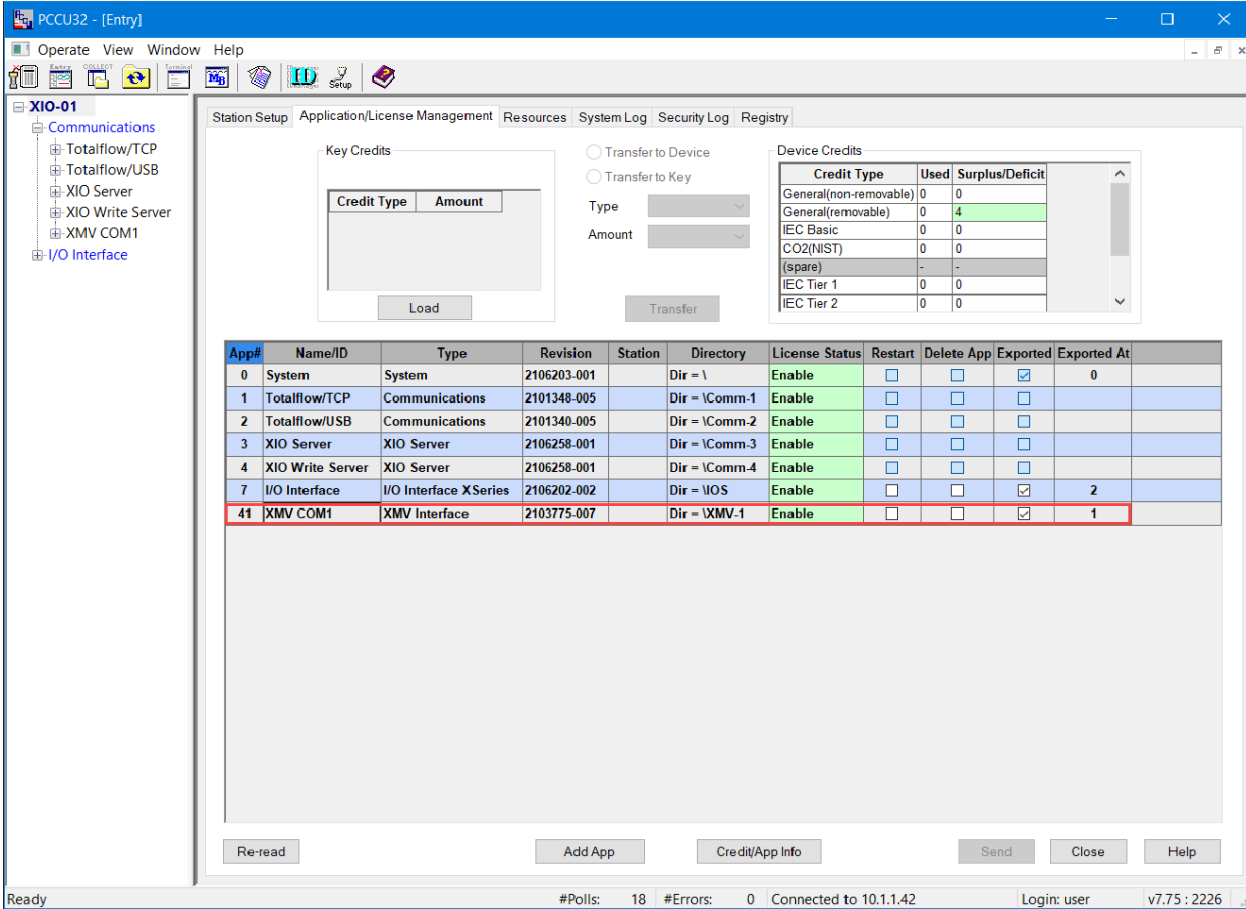 PCCU32 - [Entry]
Operate View Window Help
Entry COLLECT Terminal MB ID Setup
XIO-01
Communications
Totalflow/TCP
Totalflow/USB
XIO Server
XIO Write Server
XMV COM1
I/O Interface
Station Setup Application/License Management Resources System Log Security Log Registry
Key Credits
Credit Type Amount
Load
Transfer to Device
Transfer to Key
Type
Amount
Transfer
Device Credits
Credit Type Used Surplus/Deficit
General(non-removable) 0 0
General(removable) 0 4
IEC Basic 0 0
CO2(NIST) 0 0
(spare) - -
IEC Tier 1 0 0
IEC Tier 2 0 0
App# Name/ID Type Revision Station Directory License Status Restart Delete App Exported Exported At
0 System System 2106203-001 Dir = \ Enable 0
1 Totalflow/TCP Communications 2101348-005 Dir = \Comm-1 Enable
2 Totalflow/USB Communications 2101340-005 Dir = \Comm-2 Enable
3 XIO Server XIO Server 2106258-001 Dir = \Comm-3 Enable
4 XIO Write Server XIO Server 2106258-001 Dir = \Comm-4 Enable
7 I/O Interface I/O Interface XSeries 2106202-002 Dir = \IOS Enable 2
41 XMV COM1 XMV Interface 2103775-007 Dir = \XMV-1 Enable 1
Re-read Add App Credit/App Info Send Close Help
Ready #Polls: 18 #Errors: 0 Connected to 10.1.1.42 Login: user v7.75 : 2226